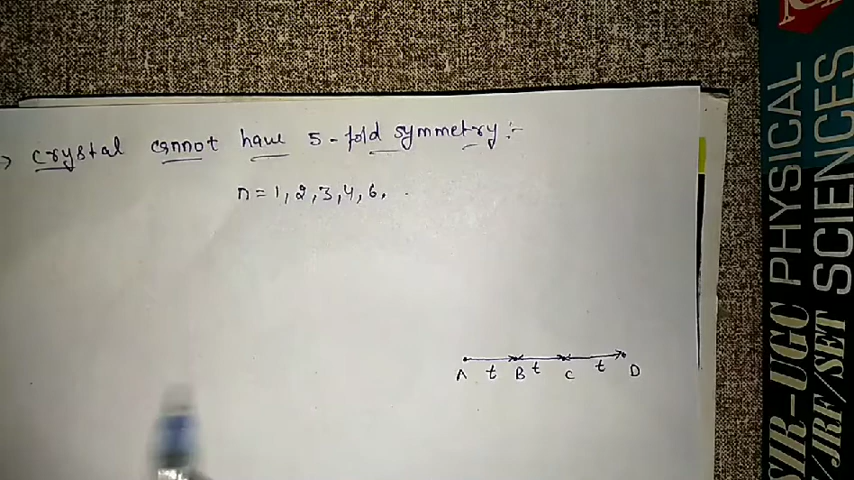 → Crystal cannot have 5-fold symmetry :-
n = 1, 2, 3, 4, 6, .
A t B t C t D
PHYSICAL
SCIENCES
SIR-UGC
JRF/SET